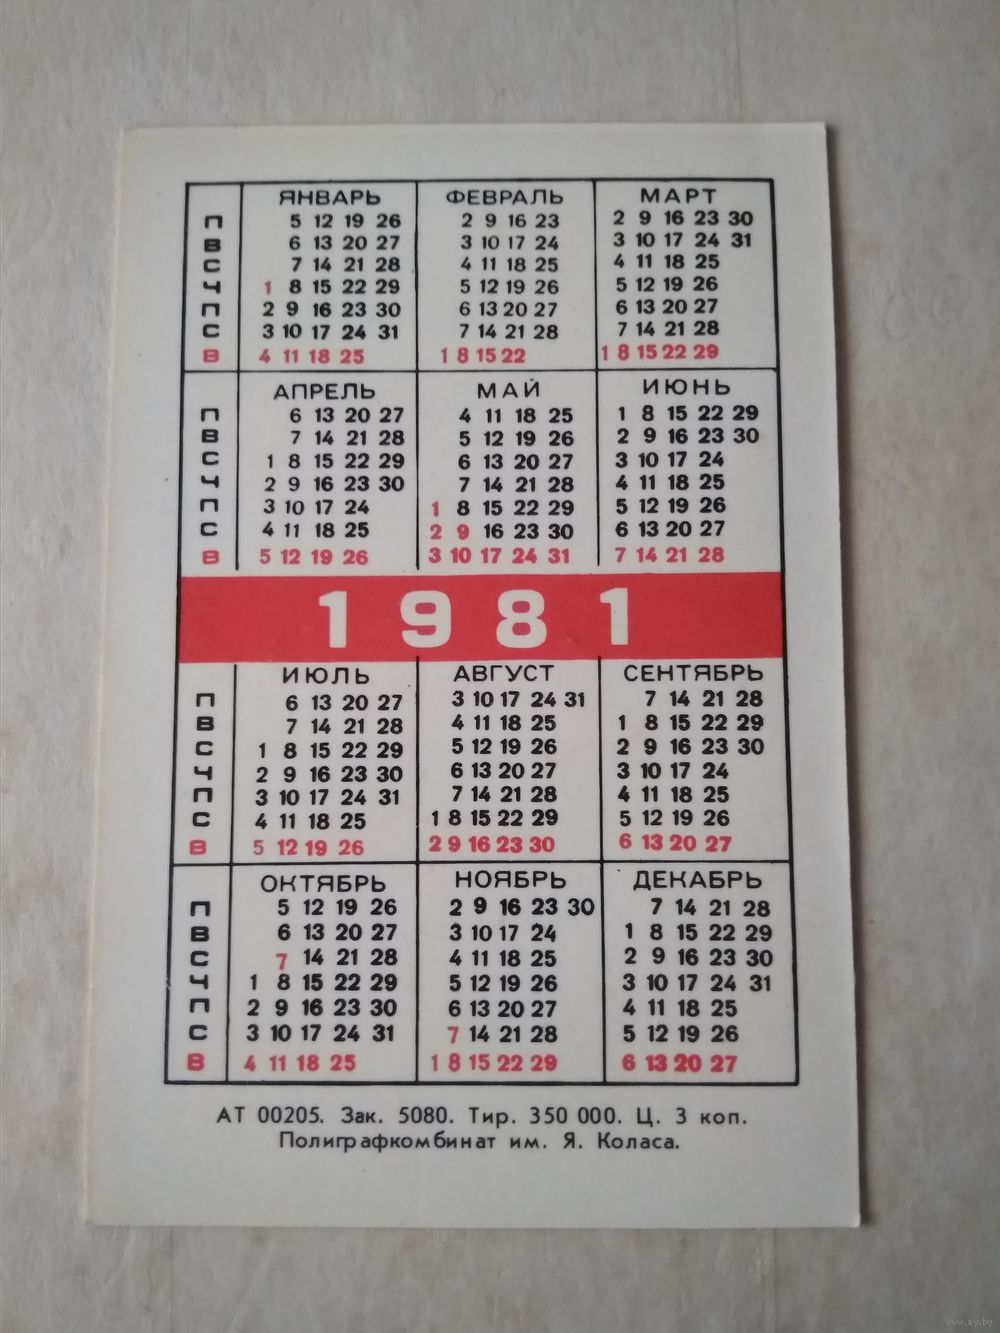 ЯНВАРЬ ФЕВРАЛЬ МАРТ
П 5 12 19 26 2 9 16 23 2 9 16 23 30
В 6 13 20 27 3 10 17 24 3 10 17 24 31
С 7 14 21 28 4 11 18 25 4 11 18 25
Ч 1 8 15 22 29 5 12 19 26 5 12 19 26
П 2 9 16 23 30 6 13 20 27 6 13 20 27
С 3 10 17 24 31 7 14 21 28 7 14 21 28
В 4 11 18 25 1 8 15 22 1 8 15 22 29
АПРЕЛЬ МАЙ ИЮНЬ
П 6 13 20 27 4 11 18 25 1 8 15 22 29
В 7 14 21 28 5 12 19 26 2 9 16 23 30
С 1 8 15 22 29 6 13 20 27 3 10 17 24
Ч 2 9 16 23 30 7 14 21 28 4 11 18 25
П 3 10 17 24 1 8 15 22 29 5 12 19 26
С 4 11 18 25 2 9 16 23 30 6 13 20 27
В 5 12 19 26 3 10 17 24 31 7 14 21 28
1981
ИЮЛЬ АВГУСТ СЕНТЯБРЬ
П 6 13 20 27 3 10 17 24 31 7 14 21 28
В 7 14 21 28 4 11 18 25 1 8 15 22 29
С 1 8 15 22 29 5 12 19 26 2 9 16 23 30
Ч 2 9 16 23 30 6 13 20 27 3 10 17 24
П 3 10 17 24 31 7 14 21 28 4 11 18 25
С 4 11 18 25 1 8 15 22 29 5 12 19 26
В 5 12 19 26 2 9 16 23 30 6 13 20 27
ОКТЯБРЬ НОЯБРЬ ДЕКАБРЬ
П 5 12 19 26 2 9 16 23 30 7 14 21 28
В 6 13 20 27 3 10 17 24 1 8 15 22 29
С 7 14 21 28 4 11 18 25 2 9 16 23 30
Ч 1 8 15 22 29 5 12 19 26 3 10 17 24 31
П 2 9 16 23 30 6 13 20 27 4 11 18 25
С 3 10 17 24 31 7 14 21 28 5 12 19 26
В 4 11 18 25 1 8 15 22 29 6 13 20 27
АТ 00205. Зак. 5080. Тир. 350 000. Ц. 3 коп.
Полиграфкомбинат им. Я. Коласа.
www.ay.by